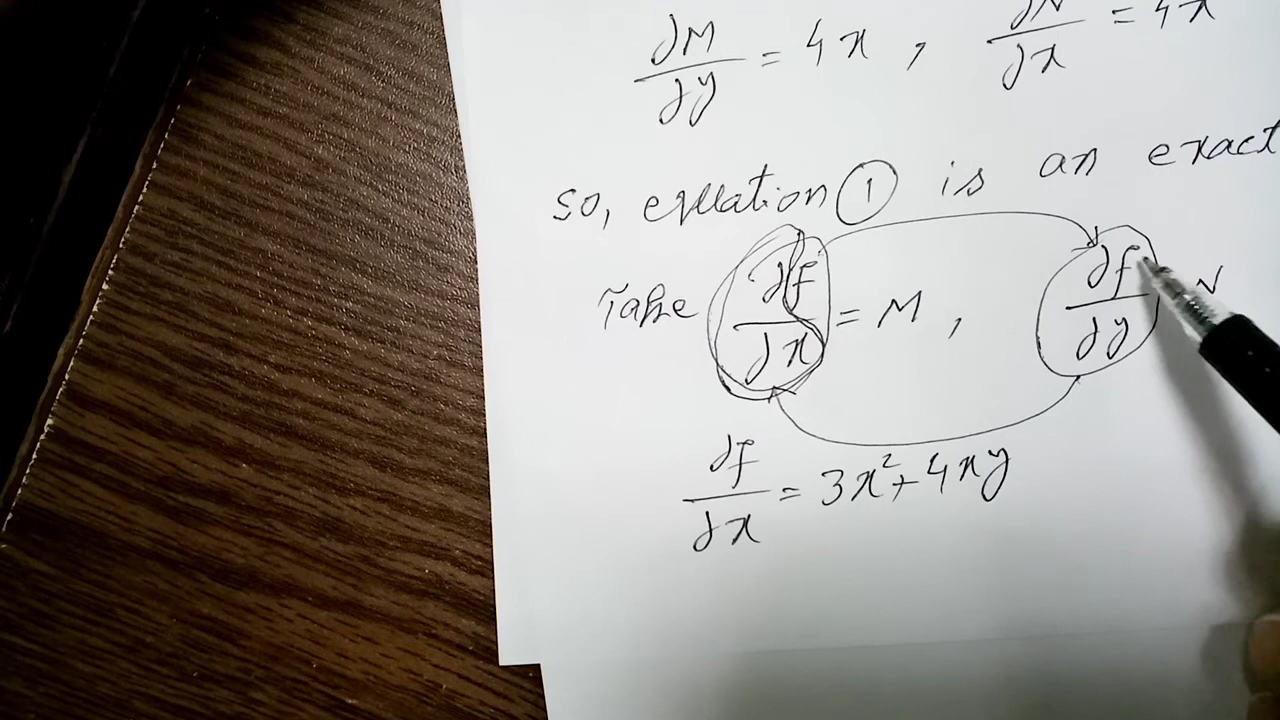 ∂M/∂y = 4x , ∂N/∂x = 4x
so, equation ① is an exact
Take ∂f/∂x = M , ∂f/∂y N
∂f/∂x = 3x² + 4xy